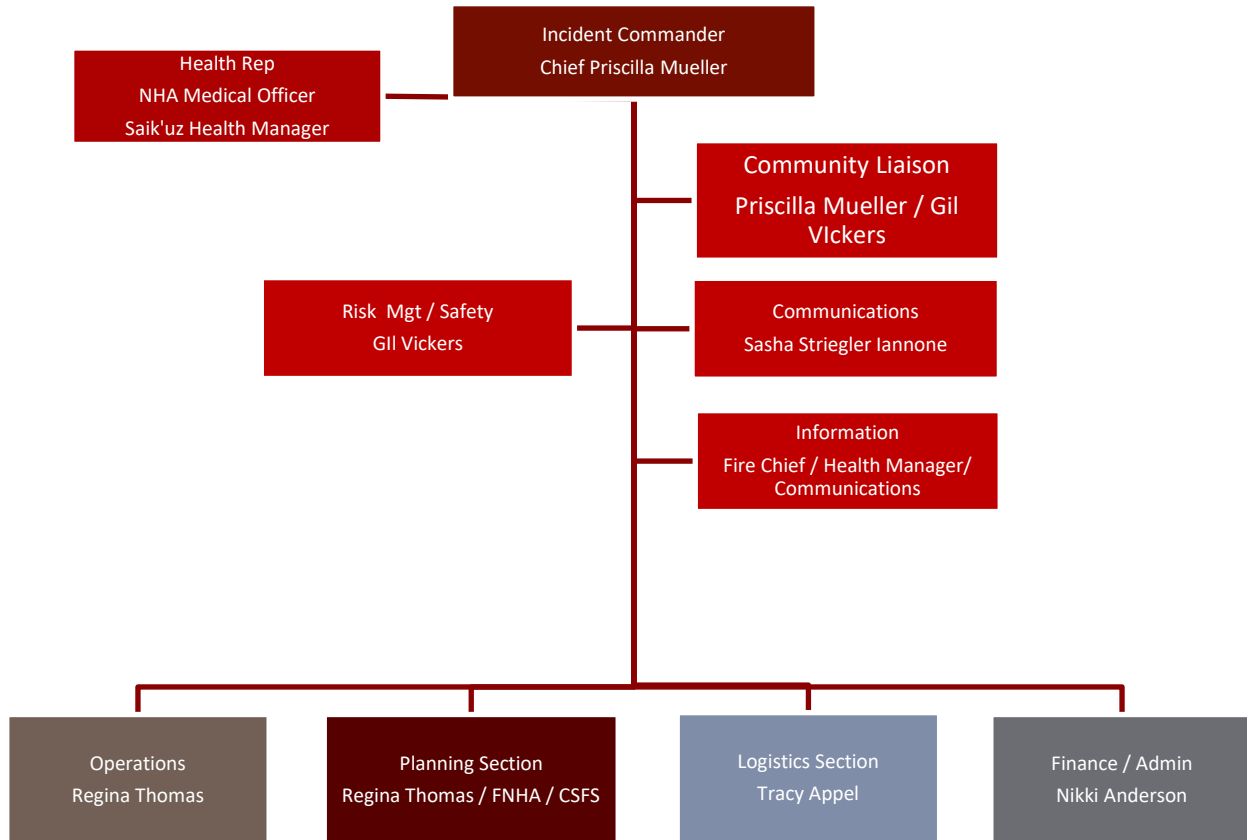 Incident Commander
Chief Priscilla Mueller
Health Rep
NHA Medical Officer
Saik'uz Health Manager
Community Liaison
Priscilla Mueller / Gil
VIckers
Risk Mgt / Safety
GIl Vickers
Communications
Sasha Striegler Iannone
Information
Fire Chief / Health Manager/
Communications
Operations
Regina Thomas
Planning Section
Regina Thomas / FNHA / CSFS
Logistics Section
Tracy Appel
Finance / Admin
Nikki Anderson